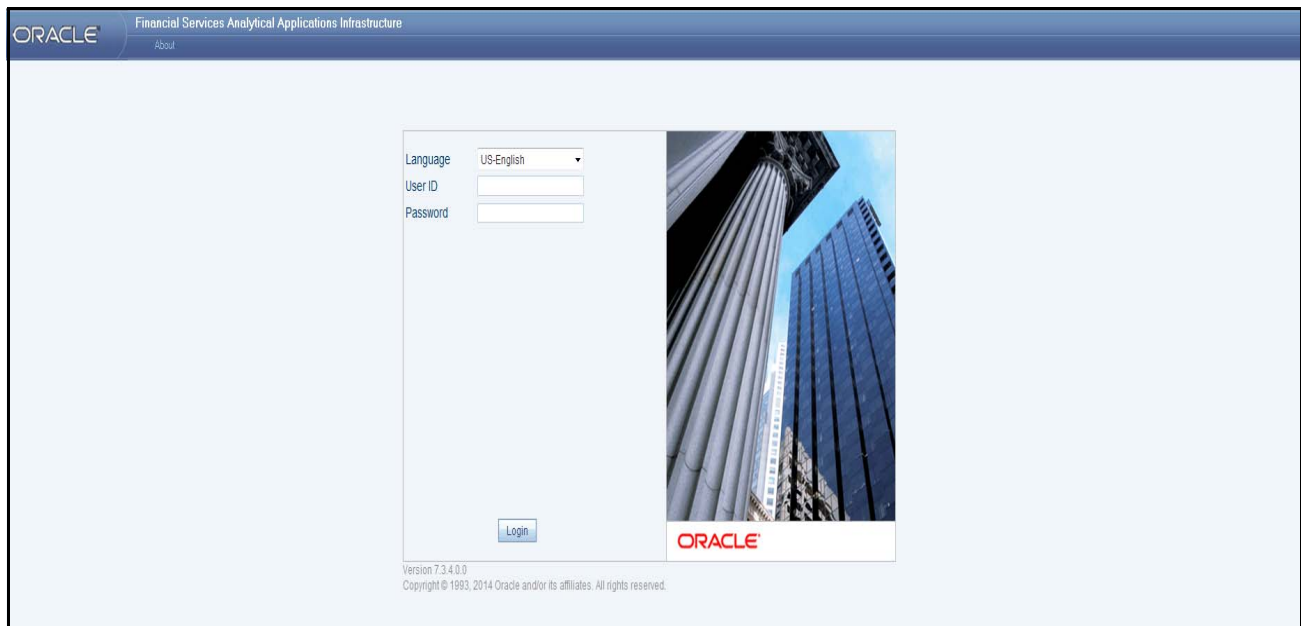 ORACLE®
Financial Services Analytical Applications Infrastructure
About
Language US-English
User ID
Password
Login
ORACLE®
Version 7.3.4.0.0
Copyright © 1993, 2014 Oracle and/or its affiliates. All rights reserved.